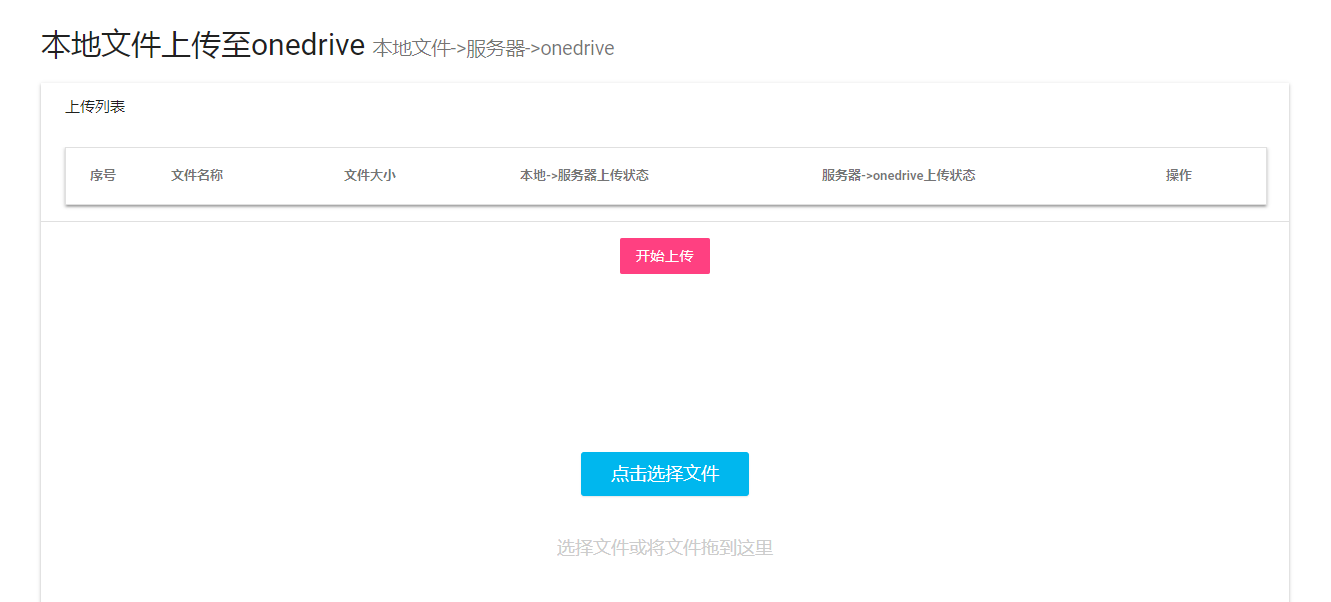 本地文件上传至onedrive 本地文件->服务器->onedrive
上传列表
序号 文件名称 文件大小 本地->服务器上传状态 服务器->onedrive上传状态 操作
开始上传
点击选择文件
选择文件或将文件拖到这里